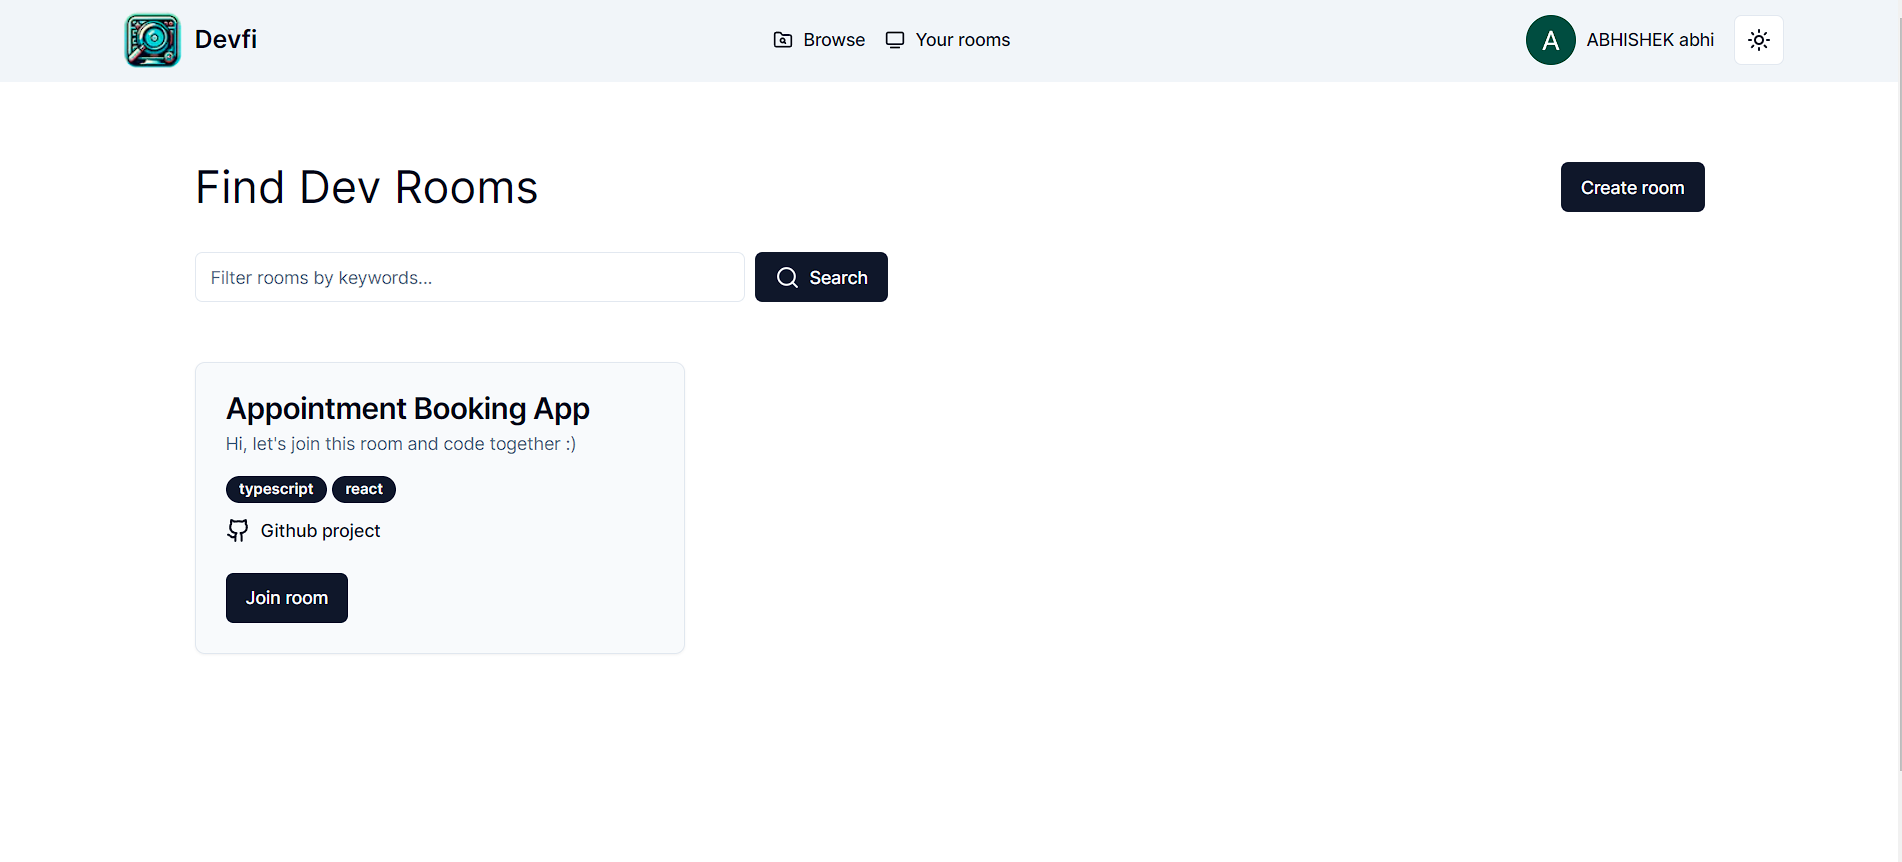 Devfi
Browse
Your rooms
A
ABHISHEK abhi
Find Dev Rooms
Create room
Filter rooms by keywords...
Search
Appointment Booking App
Hi, let's join this room and code together :)
typescript
react
Github project
Join room